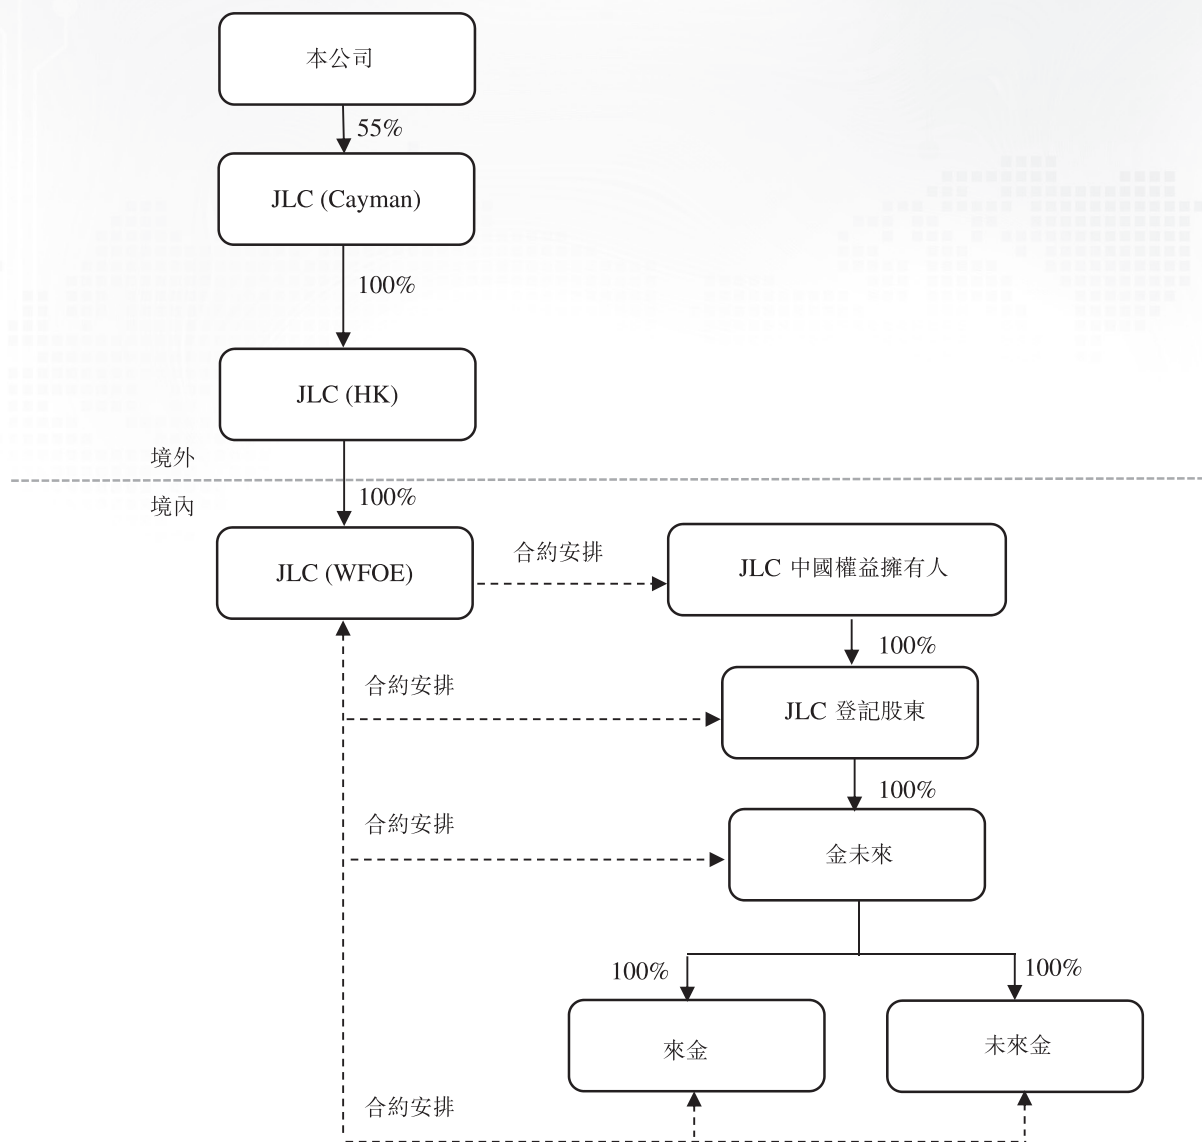 本公司
55%
JLC (Cayman)
100%
JLC (HK)
境外
境內
100%
JLC (WFOE)
合約安排
JLC 中國權益擁有人
100%
合約安排
JLC 登記股東
100%
合約安排
金未來
100%
100%
來金
未來金
合約安排